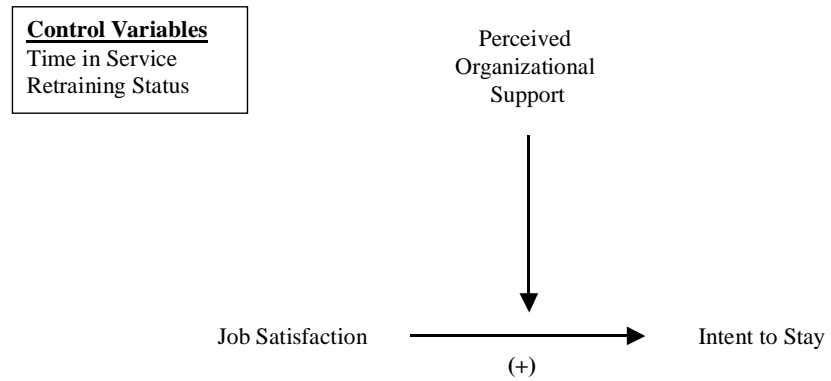 Control Variables
Time in Service
Retraining Status
Perceived
Organizational
Support
Job Satisfaction
Intent to Stay
(+)